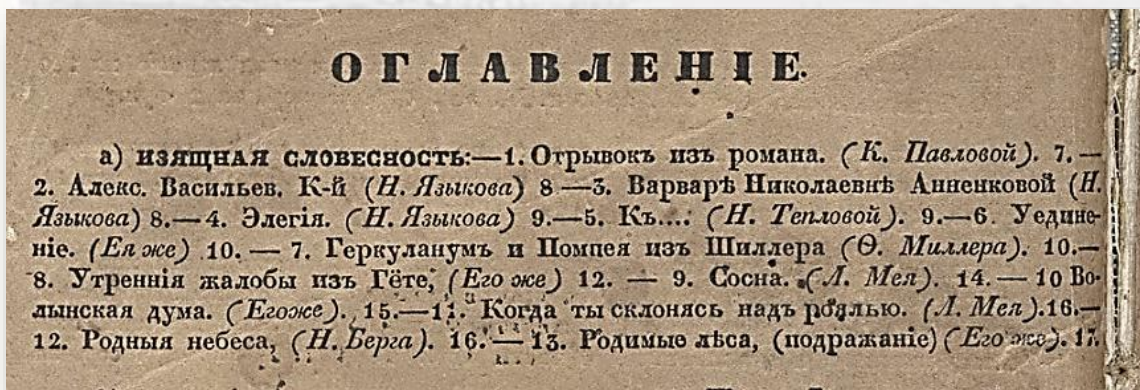 ОГЛАВЛЕНІЕ.
а) ИЗЯЩНАЯ СЛОВЕСНОСТЬ:—1. Отрывокъ изъ романа. (К. Павловой). 7.—
2. Алекс. Васильев. К-й (Н. Языкова) 8—3. Варварѣ Николаевнѣ Анненковой (Н.
Языкова) 8.—4. Элегія. (Н. Языкова) 9.—5. Къ...: (Н. Тепловой). 9.—6. Уедине-
ніе. (Ея же) 10. — 7. Геркуланумъ и Помпея изъ Шиллера (Ѳ. Миллера). 10.—
8. Утреннія жалобы изъ Гёте, (Его же) 12. — 9. Сосна. (Л. Мея). 14. — 10 Во-
лынская дума. (Егоже). 15.—11. Когда ты склонясь надъ роялью. (Л. Мея). 16.—
12. Родныя небеса, (Н. Берга). 16.—13. Родимые лѣса, (подражаніе) (Его же). 17.